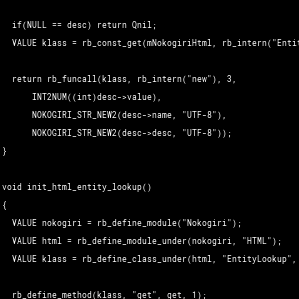 if(NULL == desc) return Qnil;
VALUE klass = rb_const_get(mNokogiriHtml, rb_intern("Entit
return rb_funcall(klass, rb_intern("new"), 3,
INT2NUM((int)desc->value),
NOKOGIRI_STR_NEW2(desc->name, "UTF-8"),
NOKOGIRI_STR_NEW2(desc->desc, "UTF-8"));
}
void init_html_entity_lookup()
{
VALUE nokogiri = rb_define_module("Nokogiri");
VALUE html = rb_define_module_under(nokogiri, "HTML");
VALUE klass = rb_define_class_under(html, "EntityLookup",
rb_define_method(klass, "get", get, 1);